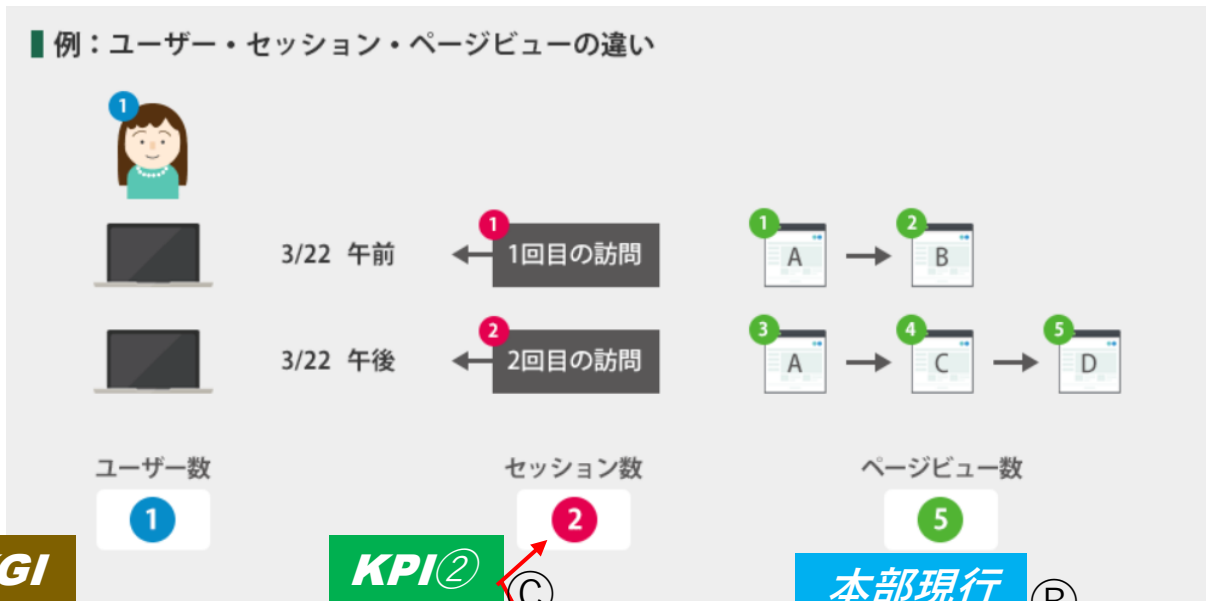 例：ユーザー・セッション・ページビューの違い
1
3/22 午前
1
1回目の訪問
1
A
2
B
3/22 午後
2
2回目の訪問
3
A
4
C
5
D
ユーザー数
セッション数
ページビュー数
1
2
5
GI
KPI②
Ⓒ
本部現行